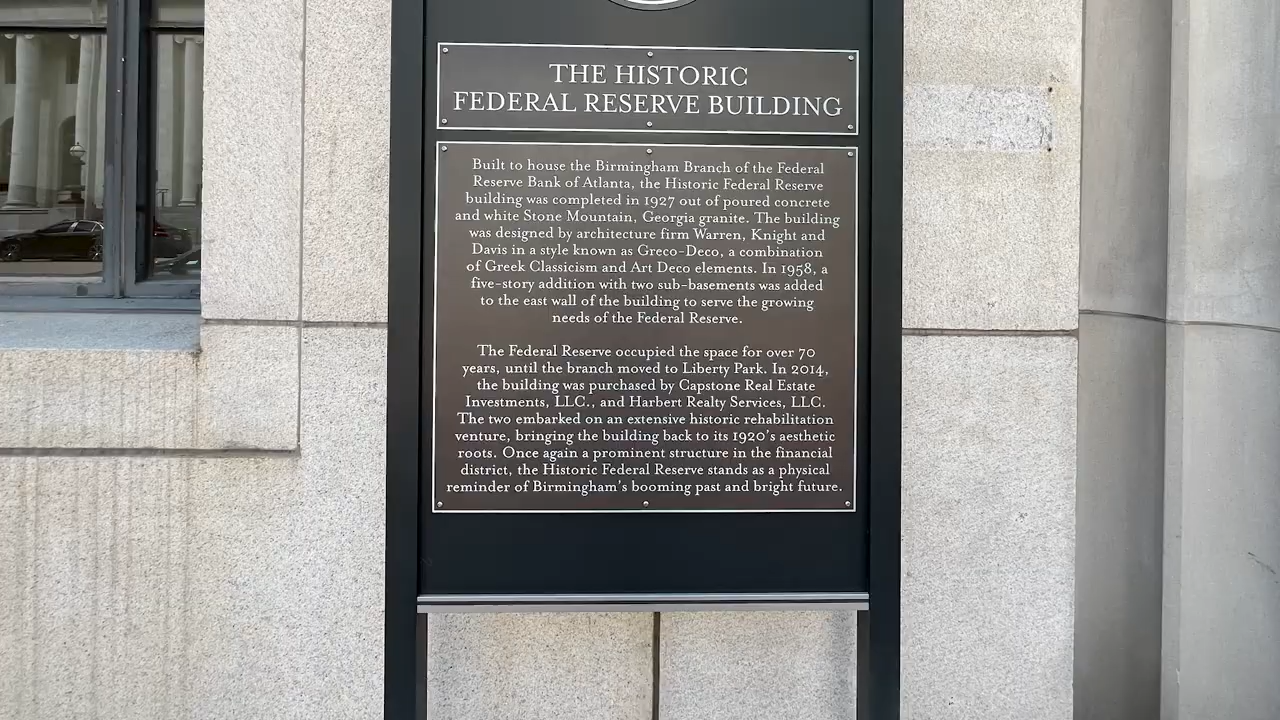 THE HISTORIC
FEDERAL RESERVE BUILDING
Built to house the Birmingham Branch of the Federal
Reserve Bank of Atlanta, the Historic Federal Reserve
building was completed in 1927 out of poured concrete
and white Stone Mountain, Georgia granite. The building
was designed by architecture firm Warren, Knight and
Davis in a style known as Greco-Deco, a combination
of Greek Classicism and Art Deco elements. In 1958, a
five-story addition with two sub-basements was added
to the east wall of the building to serve the growing
needs of the Federal Reserve.
The Federal Reserve occupied the space for over 70
years, until the branch moved to Liberty Park. In 2014,
the building was purchased by Capstone Real Estate
Investments, LLC., and Harbert Realty Services, LLC.
The two embarked on an extensive historic rehabilitation
venture, bringing the building back to its 1920's aesthetic
roots. Once again a prominent structure in the financial
district, the Historic Federal Reserve stands as a physical
reminder of Birmingham's booming past and bright future.